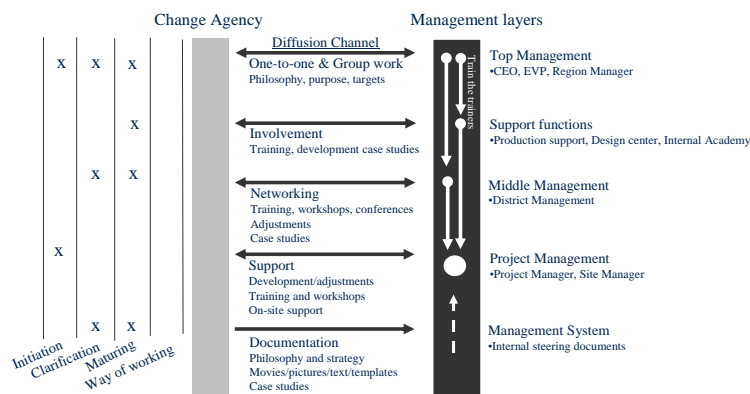 Change Agency
Management layers
Diffusion Channel
x x x
One-to-one & Group work
Philosophy, purpose, targets
Train the trainers
Top Management
•CEO, EVP, Region Manager
x
Involvement
Training, development case studies
Support functions
•Production support, Design center, Internal Academy
x x
Networking
Training, workshops, conferences
Adjustments
Case studies
Middle Management
•District Management
x
Support
Development/adjustments
Training and workshops
On-site support
Project Management
•Project Manager, Site Manager
x x
Documentation
Philosophy and strategy
Movies/pictures/text/templates
Case studies
Management System
•Internal steering documents
Initiation
Clarification
Maturing
Way of working